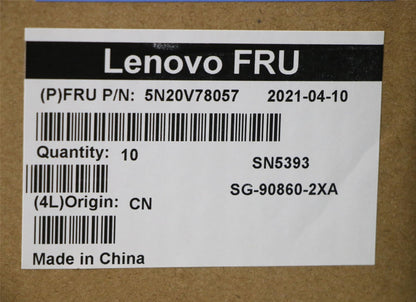 Lenovo FRU
(P)FRU P/N: 5N20V78057 2021-04-10
Quantity: 10
SN5393
SG-90860-2XA
(4L)Origin: CN
Made in China